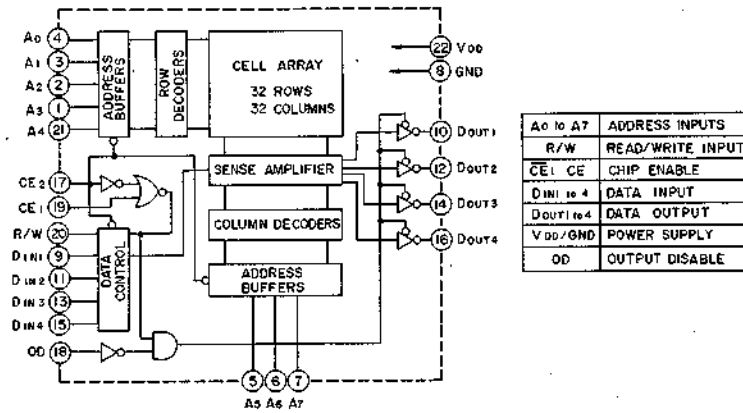 A0 4
A1 3
A2 2
A3 1
A4 21
ADDRESS BUFFERS
ROW DECODERS
CELL ARRAY
32 ROWS
32 COLUMNS
22 VDD
8 GND
10 DOUT1
12 DOUT2
14 DOUT3
16 DOUT4
SENSE AMPLIFIER
COLUMN DECODERS
ADDRESS BUFFERS
CE2 17
CE1 19
R/W 20
DIN1 9
DIN2 11
DIN3 13
DIN4 15
DATA CONTROL
OD 18
5 6 7
A5 A6 A7
A0 to A7 ADDRESS INPUTS
R/W READ/WRITE INPUT
CE1 CE CHIP ENABLE
DIN1 to 4 DATA INPUT
DOUT1 to 4 DATA OUTPUT
VDD/GND POWER SUPPLY
OD OUTPUT DISABLE